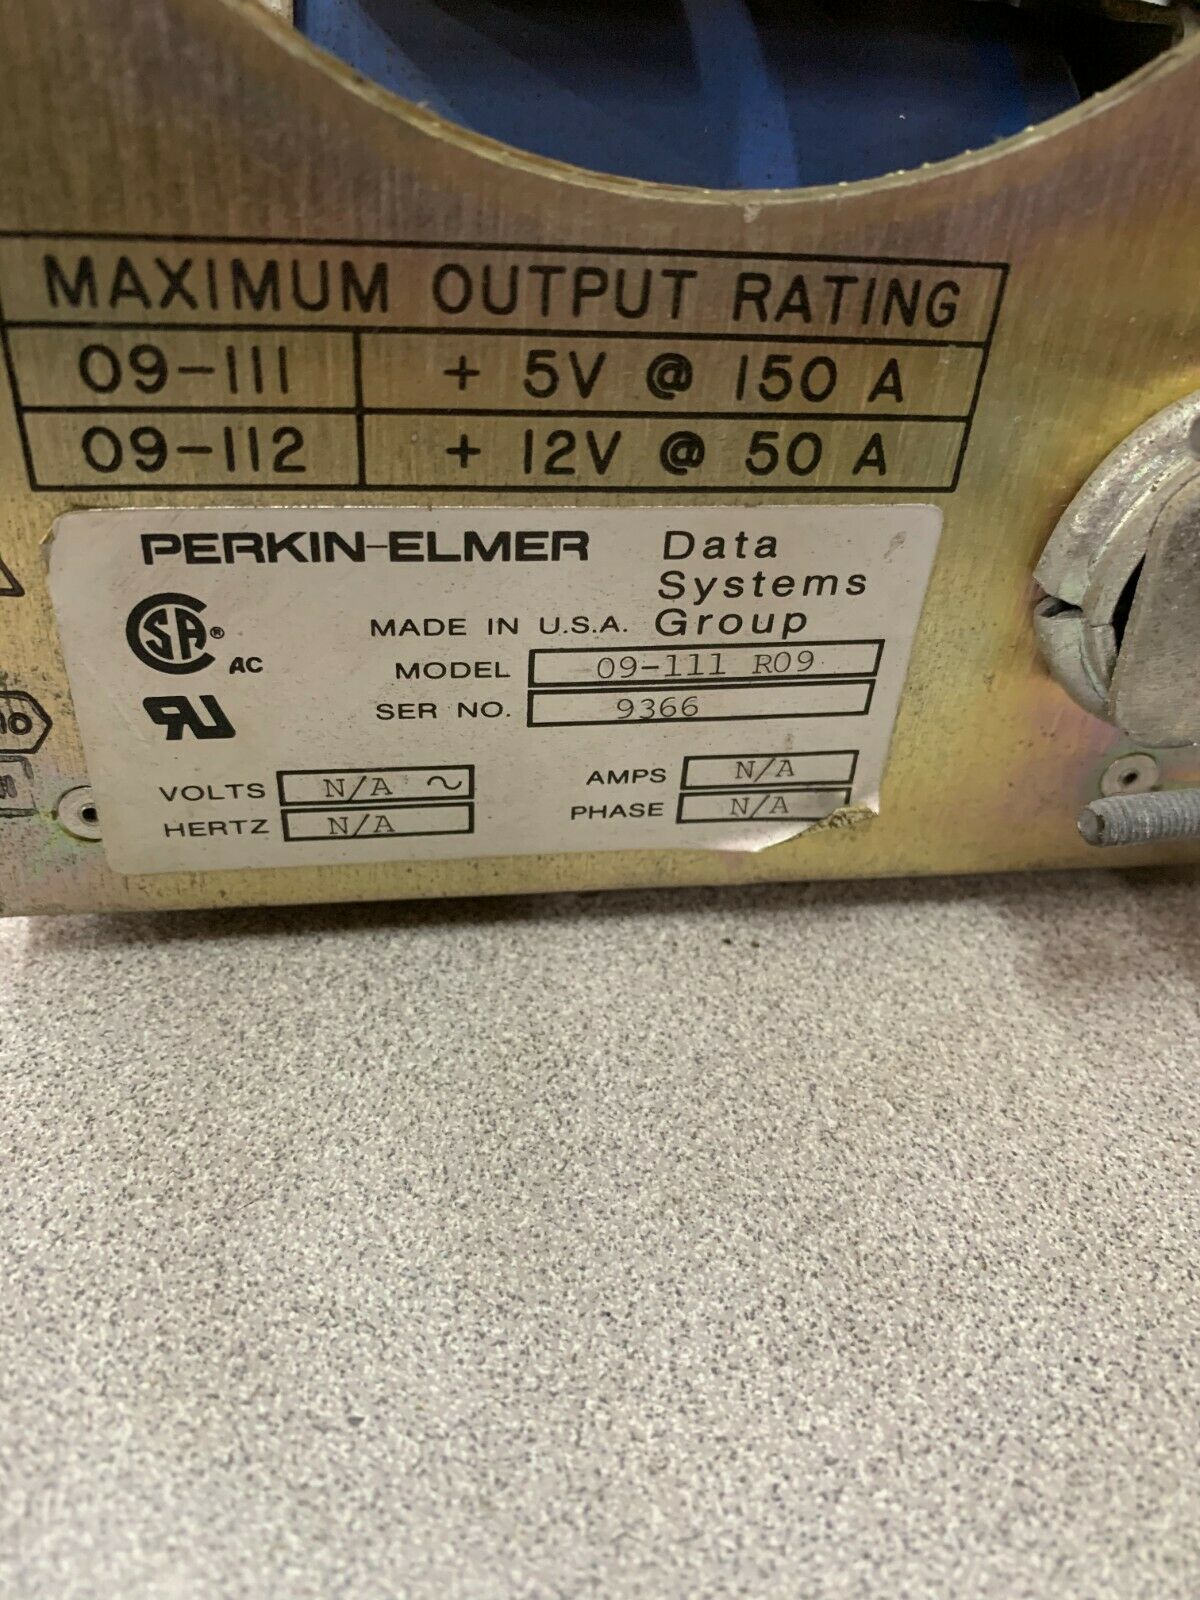 MAXIMUM OUTPUT RATING
09-111 + 5V @ 150 A
09-112 + 12V @ 50 A
PERKIN-ELMER Data
Systems
Group
MADE IN U.S.A.
SA® AC
MODEL 09-111 R09
SER NO. 9366
VOLTS N/A ~
HERTZ N/A
AMPS N/A
PHASE N/A